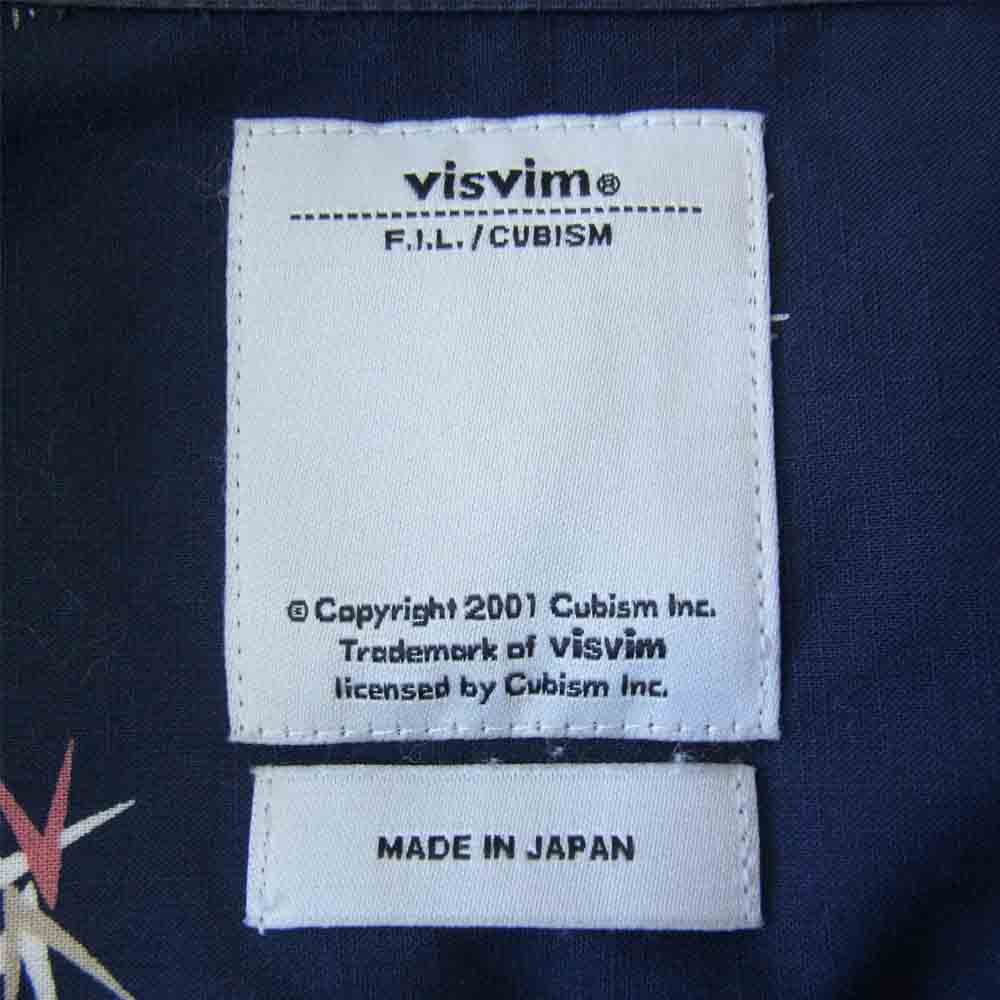 visvim®
F.I.L./CUBISM
© Copyright 2001 Cubism Inc.
Trademark of visvim
licensed by Cubism Inc.
MADE IN JAPAN